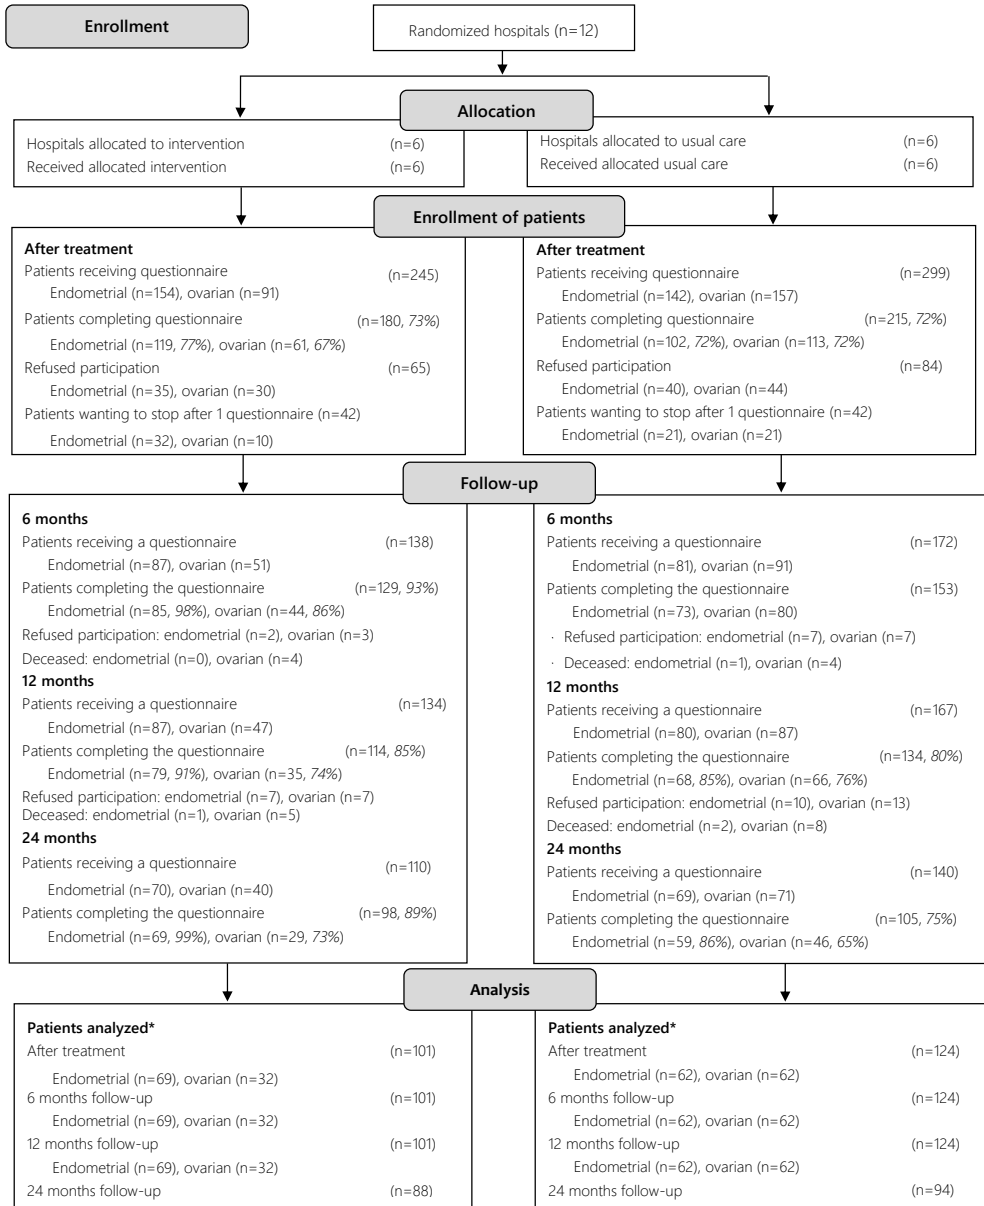 Enrollment
Randomized hospitals (n=12)
Allocation
Hospitals allocated to intervention (n=6)
Received allocated intervention (n=6)
Hospitals allocated to usual care (n=6)
Received allocated usual care (n=6)
Enrollment of patients
After treatment
Patients receiving questionnaire (n=245)
Endometrial (n=154), ovarian (n=91)
Patients completing questionnaire (n=180, 73%)
Endometrial (n=119, 77%), ovarian (n=61, 67%)
Refused participation (n=65)
Endometrial (n=35), ovarian (n=30)
Patients wanting to stop after 1 questionnaire (n=42)
Endometrial (n=32), ovarian (n=10)
After treatment
Patients receiving questionnaire (n=299)
Endometrial (n=142), ovarian (n=157)
Patients completing questionnaire (n=215, 72%)
Endometrial (n=102, 72%), ovarian (n=113, 72%)
Refused participation (n=84)
Endometrial (n=40), ovarian (n=44)
Patients wanting to stop after 1 questionnaire (n=42)
Endometrial (n=21), ovarian (n=21)
Follow-up
6 months
Patients receiving a questionnaire (n=138)
Endometrial (n=87), ovarian (n=51)
Patients completing the questionnaire (n=129, 93%)
Endometrial (n=85, 98%), ovarian (n=44, 86%)
Refused participation: endometrial (n=2), ovarian (n=3)
Deceased: endometrial (n=0), ovarian (n=4)
12 months
Patients receiving a questionnaire (n=134)
Endometrial (n=87), ovarian (n=47)
Patients completing the questionnaire (n=114, 85%)
Endometrial (n=79, 91%), ovarian (n=35, 74%)
Refused participation: endometrial (n=7), ovarian (n=7)
Deceased: endometrial (n=1), ovarian (n=5)
24 months
Patients receiving a questionnaire (n=110)
Endometrial (n=70), ovarian (n=40)
Patients completing the questionnaire (n=98, 89%)
Endometrial (n=69, 99%), ovarian (n=29, 73%)
6 months
Patients receiving a questionnaire (n=172)
Endometrial (n=81), ovarian (n=91)
Patients completing the questionnaire (n=153)
Endometrial (n=73), ovarian (n=80)
· Refused participation: endometrial (n=7), ovarian (n=7)
· Deceased: endometrial (n=1), ovarian (n=4)
12 months
Patients receiving a questionnaire (n=167)
Endometrial (n=80), ovarian (n=87)
Patients completing the questionnaire (n=134, 80%)
Endometrial (n=68, 85%), ovarian (n=66, 76%)
Refused participation: endometrial (n=10), ovarian (n=13)
Deceased: endometrial (n=2), ovarian (n=8)
24 months
Patients receiving a questionnaire (n=140)
Endometrial (n=69), ovarian (n=71)
Patients completing the questionnaire (n=105, 75%)
Endometrial (n=59, 86%), ovarian (n=46, 65%)
Analysis
Patients analyzed*
After treatment (n=101)
Endometrial (n=69), ovarian (n=32)
6 months follow-up (n=101)
Endometrial (n=69), ovarian (n=32)
12 months follow-up (n=101)
Endometrial (n=69), ovarian (n=32)
24 months follow-up (n=88)
Patients analyzed*
After treatment (n=124)
Endometrial (n=62), ovarian (n=62)
6 months follow-up (n=124)
Endometrial (n=62), ovarian (n=62)
12 months follow-up (n=124)
Endometrial (n=62), ovarian (n=62)
24 months follow-up (n=94)